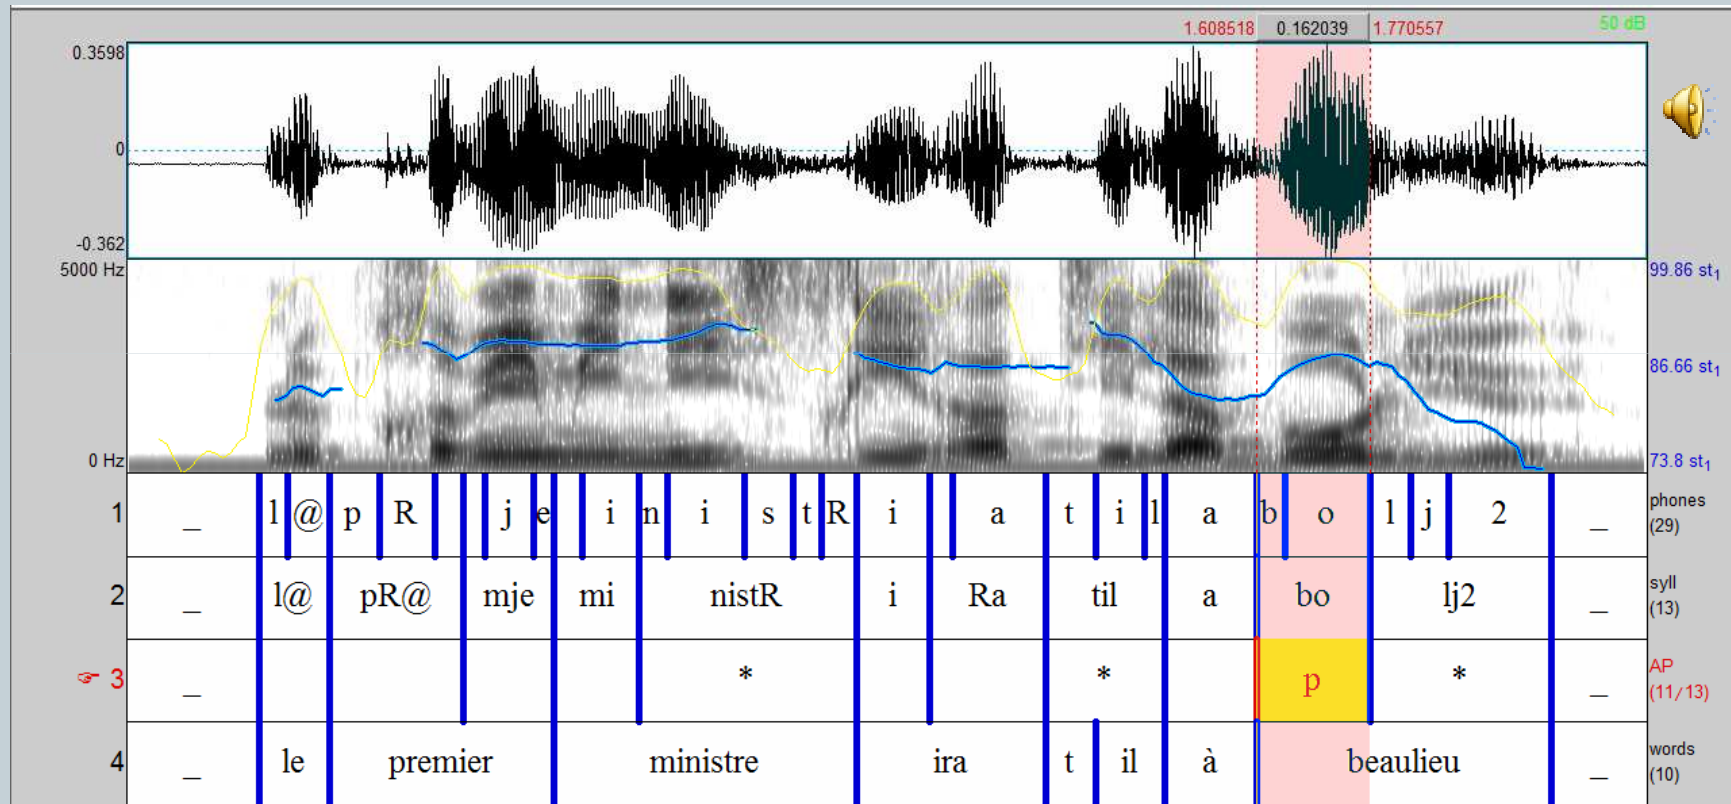 1.608518 0.162039 1.770557 50 dB
0.3598
0
-0.362
5000 Hz 99.86 st1
86.66 st1
0 Hz 73.8 st1
1 _ l @ p R j e i n i s t R i a t i l a b o l j 2 _ phones (29)
2 _ l@ pR@ mje mi nistR i Ra til a bo lj2 _ syll (13)
3 _ * * p * _ AP (11/13)
4 _ le premier ministre ira t il à beaulieu _ words (10)